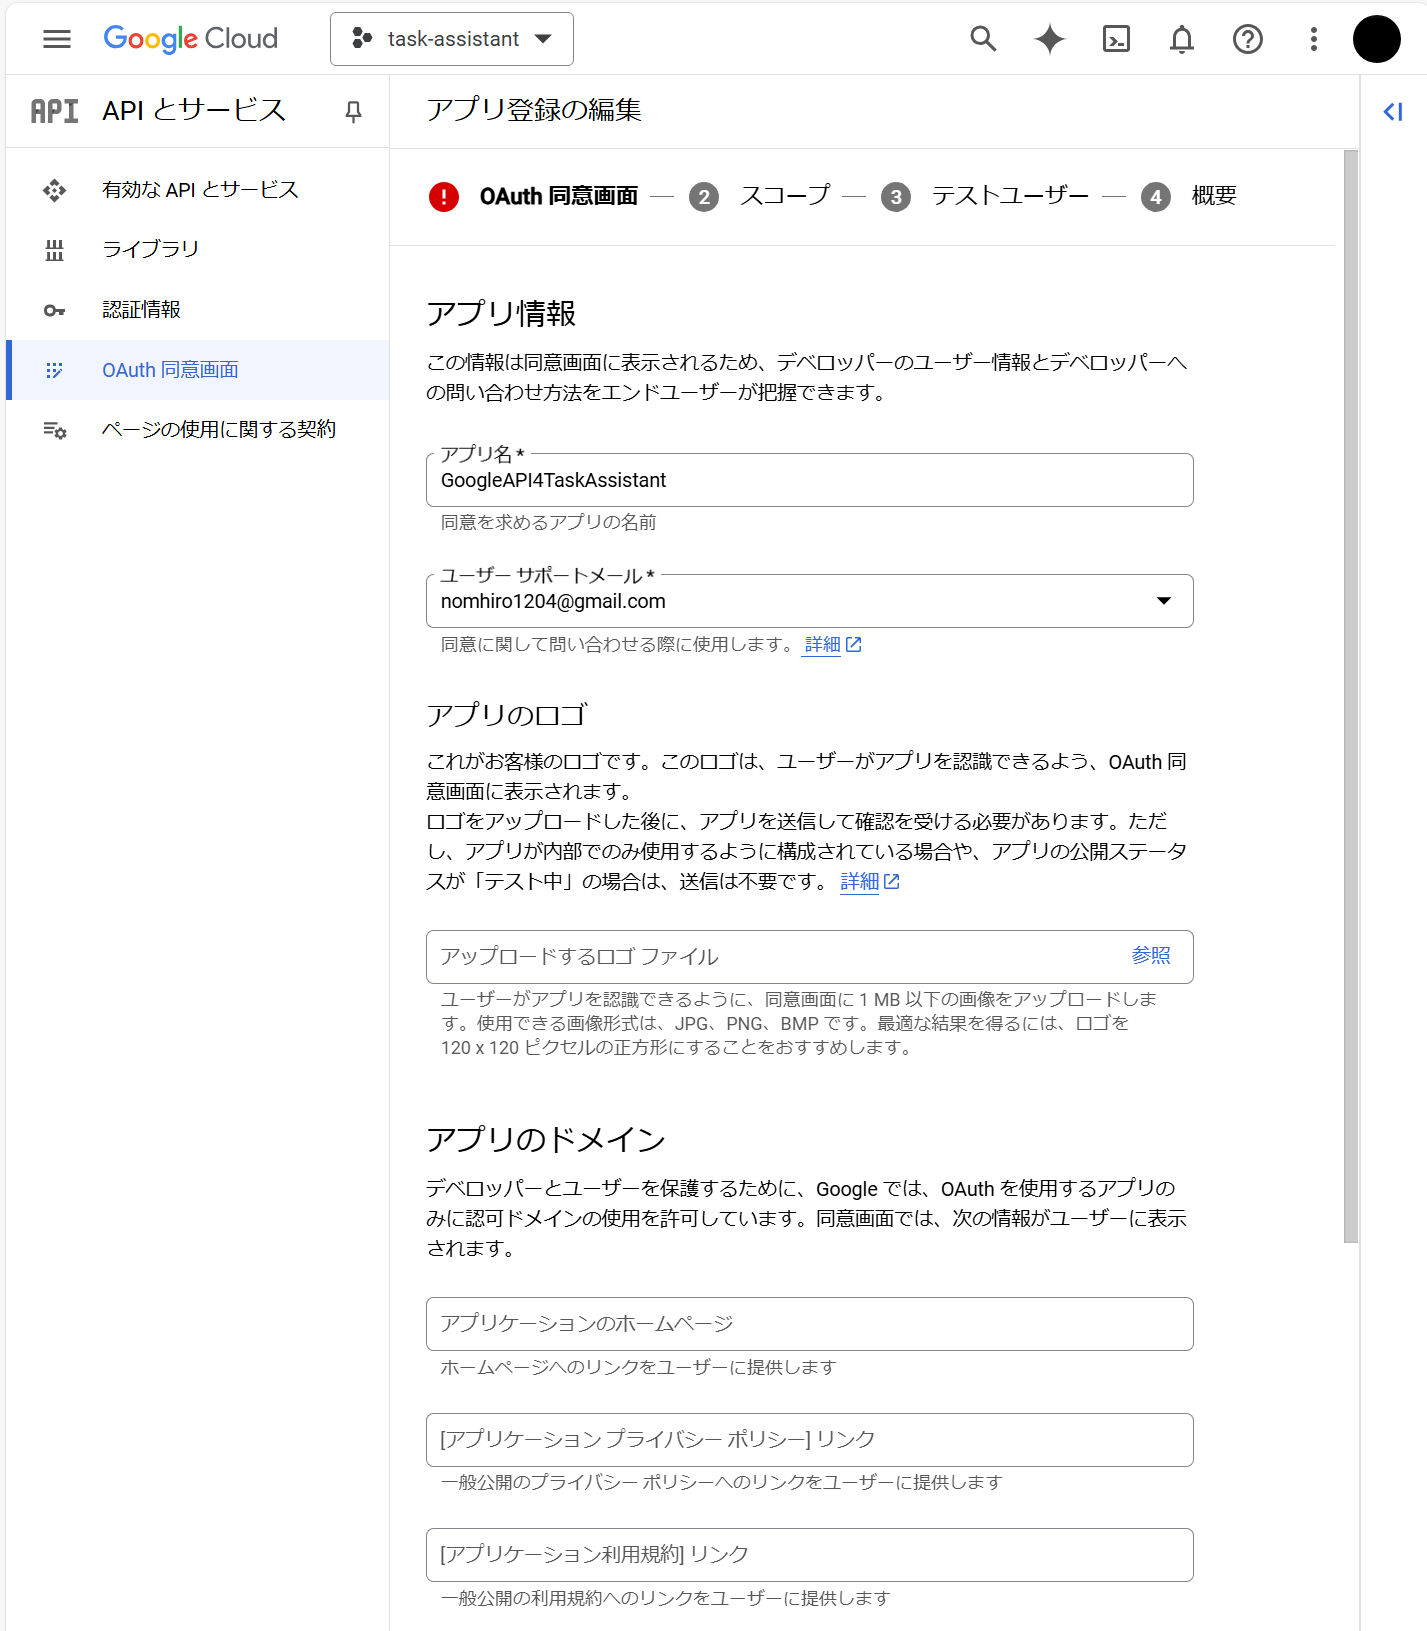 Google Cloud
task-assistant
API API とサービス
有効な API とサービス
ライブラリ
認証情報
OAuth 同意画面
ページの使用に関する契約
アプリ登録の編集
! OAuth 同意画面 — 2 スコープ — 3 テストユーザー — 4 概要
アプリ情報
この情報は同意画面に表示されるため、デベロッパーのユーザー情報とデベロッパーへ
の問い合わせ方法をエンドユーザーが把握できます。
アプリ名 *
GoogleAPI4TaskAssistant
同意を求めるアプリの名前
ユーザー サポートメール *
nomhiro1204@gmail.com
同意に関して問い合わせる際に使用します。 詳細
アプリのロゴ
これがお客様のロゴです。このロゴは、ユーザーがアプリを認識できるよう、OAuth 同
意画面に表示されます。
ロゴをアップロードした後に、アプリを送信して確認を受ける必要があります。ただ
し、アプリが内部でのみ使用するように構成されている場合や、アプリの公開ステータ
スが「テスト中」の場合は、送信は不要です。 詳細
アップロードするロゴ ファイル 参照
ユーザーがアプリを認識できるように、同意画面に 1 MB 以下の画像をアップロードしま
す。使用できる画像形式は、JPG、PNG、BMP です。最適な結果を得るには、ロゴを
120 x 120 ピクセルの正方形にすることをおすすめします。
アプリのドメイン
デベロッパーとユーザーを保護するために、Google では、OAuth を使用するアプリの
みに認可ドメインの使用を許可しています。同意画面では、次の情報がユーザーに表示
されます。
アプリケーションのホームページ
ホームページへのリンクをユーザーに提供します
[アプリケーション プライバシー ポリシー] リンク
一般公開のプライバシー ポリシーへのリンクをユーザーに提供します
[アプリケーション利用規約] リンク
一般公開の利用規約へのリンクをユーザーに提供します